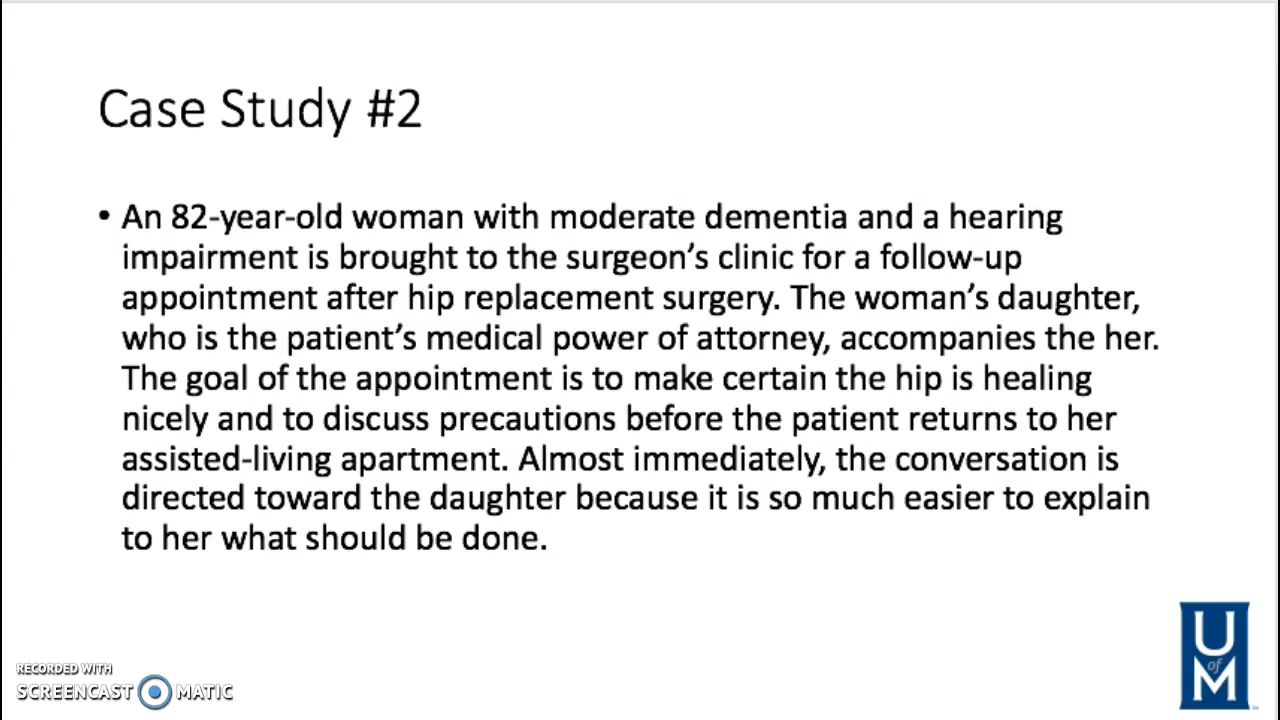 Case Study #2
• An 82-year-old woman with moderate dementia and a hearing
impairment is brought to the surgeon’s clinic for a follow-up
appointment after hip replacement surgery. The woman’s daughter,
who is the patient’s medical power of attorney, accompanies the her.
The goal of the appointment is to make certain the hip is healing
nicely and to discuss precautions before the patient returns to her
assisted-living apartment. Almost immediately, the conversation is
directed toward the daughter because it is so much easier to explain
to her what should be done.
U
of
M
RECORDED WITH
SCREENCAST MATIC